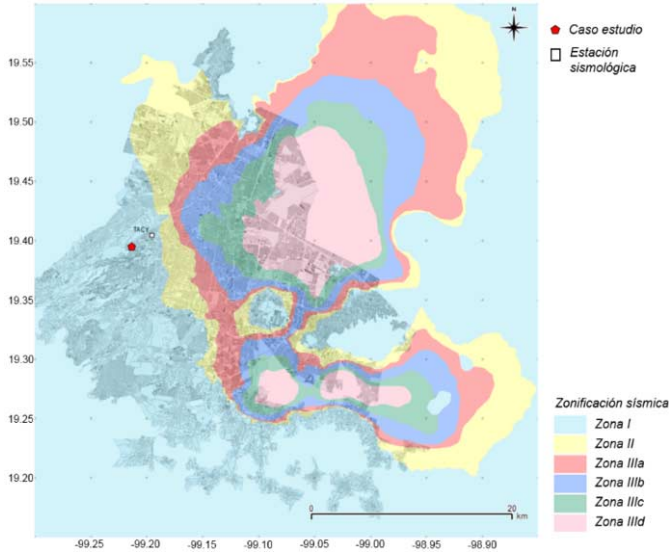 N
19.55
19.50
19.45
19.40
19.35
19.30
19.25
19.20
TACY
0
20
km
-99.25
-99.20
-99.15
-99.10
-99.05
-98.00
-98.95
-98.90
Caso estudio
Estación
sismológica
Zonificación sísmica
Zona I
Zona II
Zona IIIa
Zona IIIb
Zona IIIc
Zona IIId